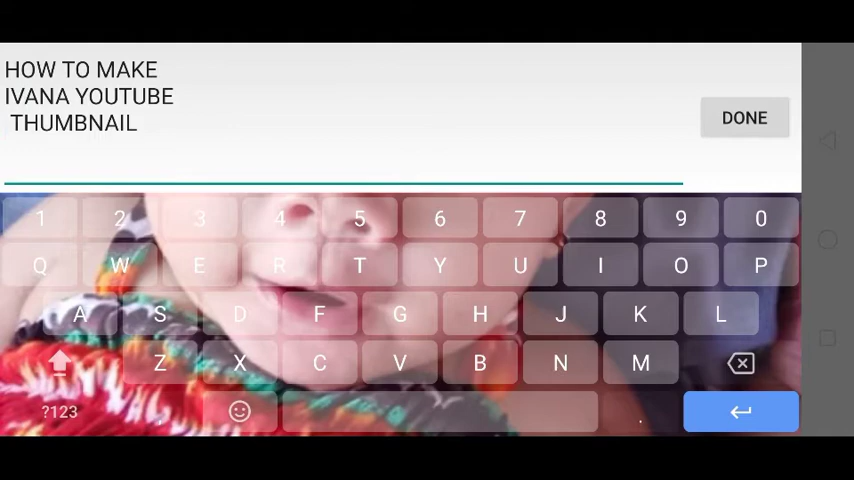 HOW TO MAKE
IVANA YOUTUBE
THUMBNAIL
DONE
1 2 3 4 5 6 7 8 9 0
Q W E R T Y U I O P
A S D F G H J K L
Z X C V B N M
?123 , .